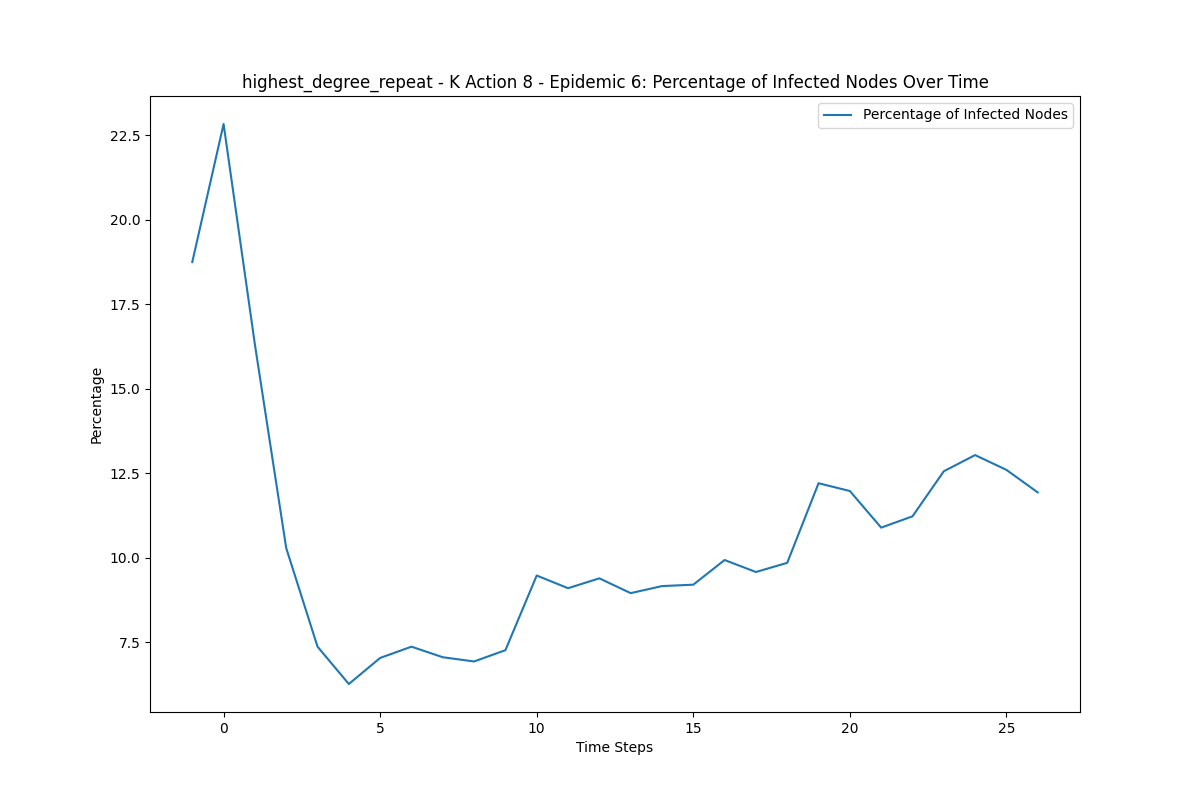 highest_degree_repeat - K Action 8 - Epidemic 6: Percentage of Infected Nodes Over Time
Percentage of Infected Nodes
22.5
20.0
17.5
15.0
12.5
10.0
7.5
Percentage
0 5 10 15 20 25
Time Steps